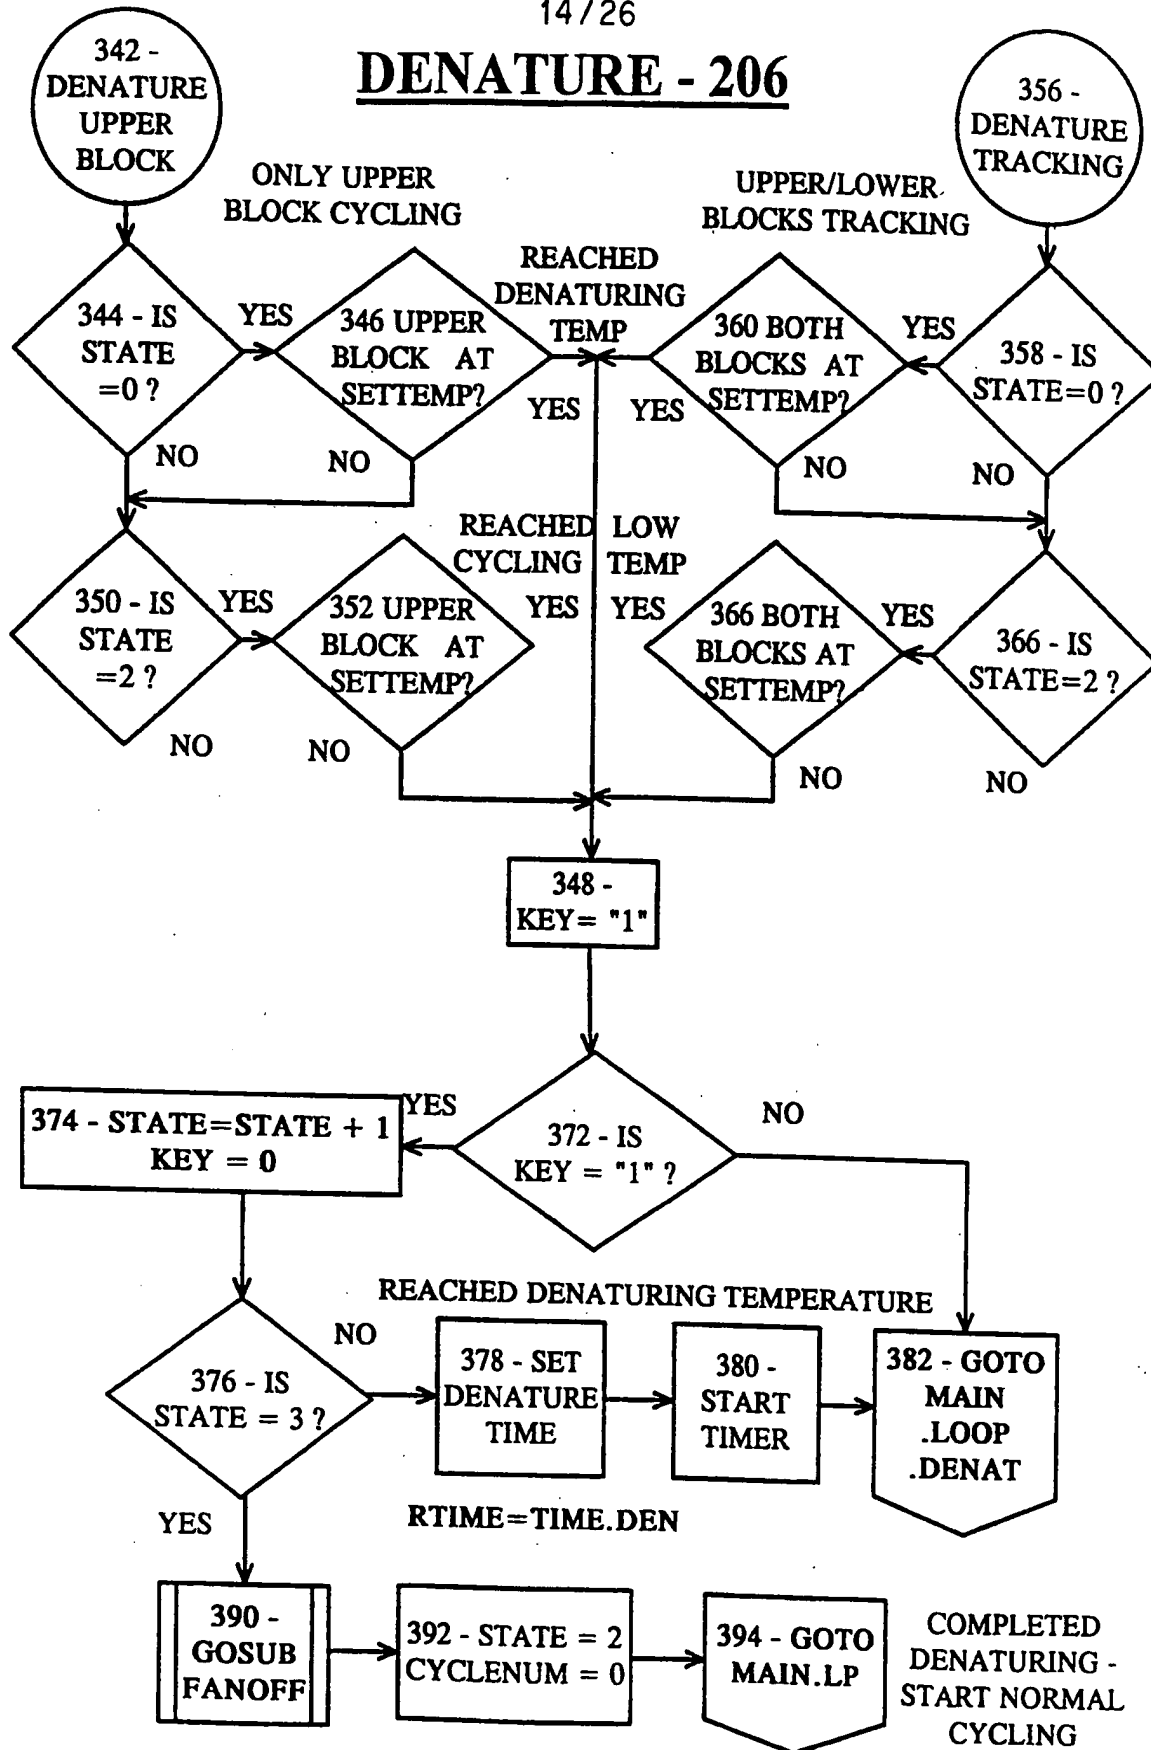 14/26
DENATURE - 206
342 -
DENATURE
UPPER
BLOCK
356 -
DENATURE
TRACKING
ONLY UPPER
BLOCK CYCLING
UPPER/LOWER
BLOCKS TRACKING
REACHED
DENATURING
TEMP
344 - IS
STATE
=0 ?
YES
346 UPPER
BLOCK AT
SETTEMP?
YES
YES
360 BOTH
BLOCKS AT
SETTEMP?
YES
358 - IS
STATE=0 ?
NO
NO
NO
NO
REACHED LOW
CYCLING TEMP
350 - IS
STATE
=2 ?
YES
352 UPPER
BLOCK AT
SETTEMP?
YES
YES
366 BOTH
BLOCKS AT
SETTEMP?
YES
366 - IS
STATE=2 ?
NO
NO
NO
NO
348 -
KEY= "1"
372 - IS
KEY = "1" ?
YES
NO
374 - STATE=STATE + 1
KEY = 0
REACHED DENATURING TEMPERATURE
376 - IS
STATE = 3 ?
NO
378 - SET
DENATURE
TIME
380 -
START
TIMER
382 - GOTO
MAIN
.LOOP
.DENAT
YES
RTIME=TIME.DEN
390 -
GOSUB
FANOFF
392 - STATE = 2
CYCLENUM = 0
394 - GOTO
MAIN.LP
COMPLETED
DENATURING -
START NORMAL
CYCLING